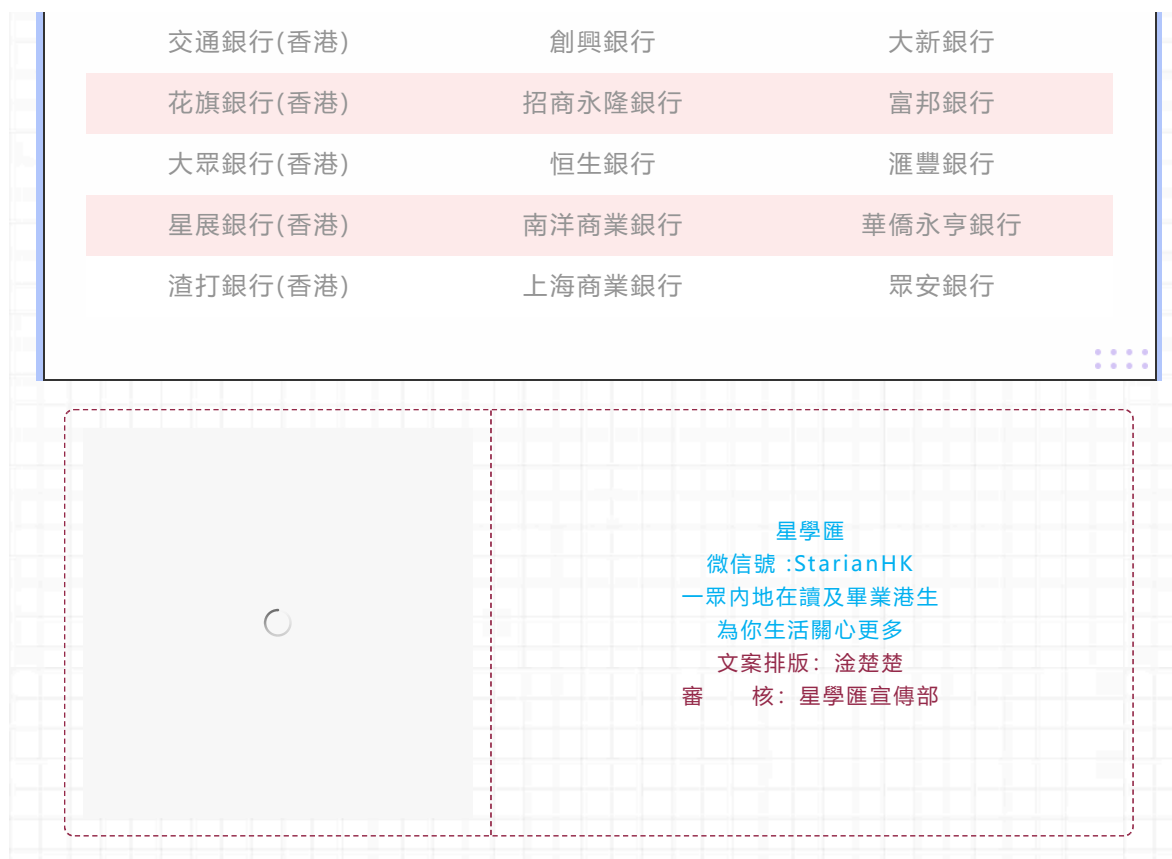 交通銀行(香港) 創興銀行 大新銀行
花旗銀行(香港) 招商永隆銀行 富邦銀行
大眾銀行(香港) 恒生銀行 滙豐銀行
星展銀行(香港) 南洋商業銀行 華僑永亨銀行
渣打銀行(香港) 上海商業銀行 眾安銀行
星學匯
微信號 :StarianHK
一眾内地在讀及畢業港生
為你生活關心更多
文案排版：淦楚楚
審　　核：星學匯宣傳部